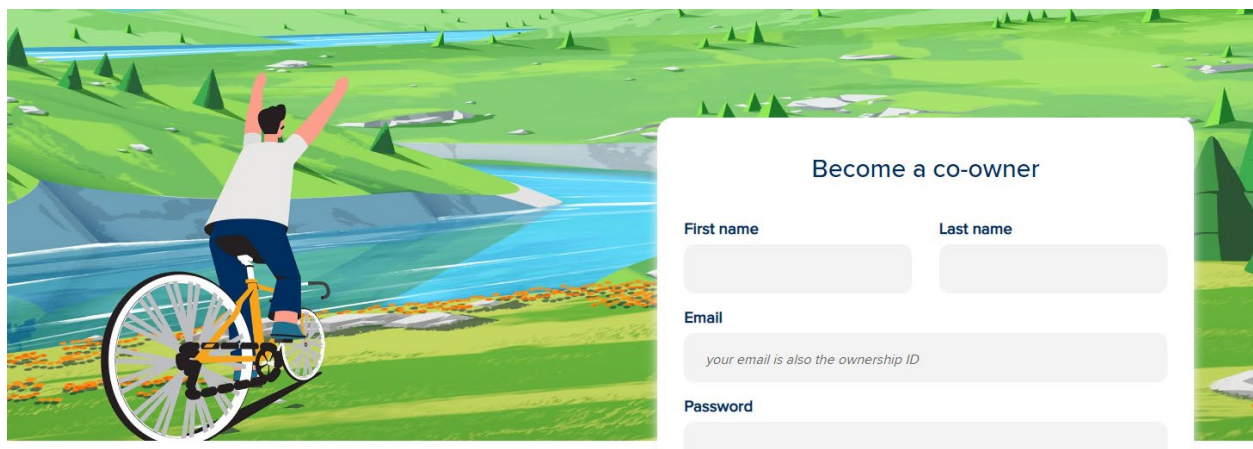 Become a co-owner
First name Last name
Email
your email is also the ownership ID
Password